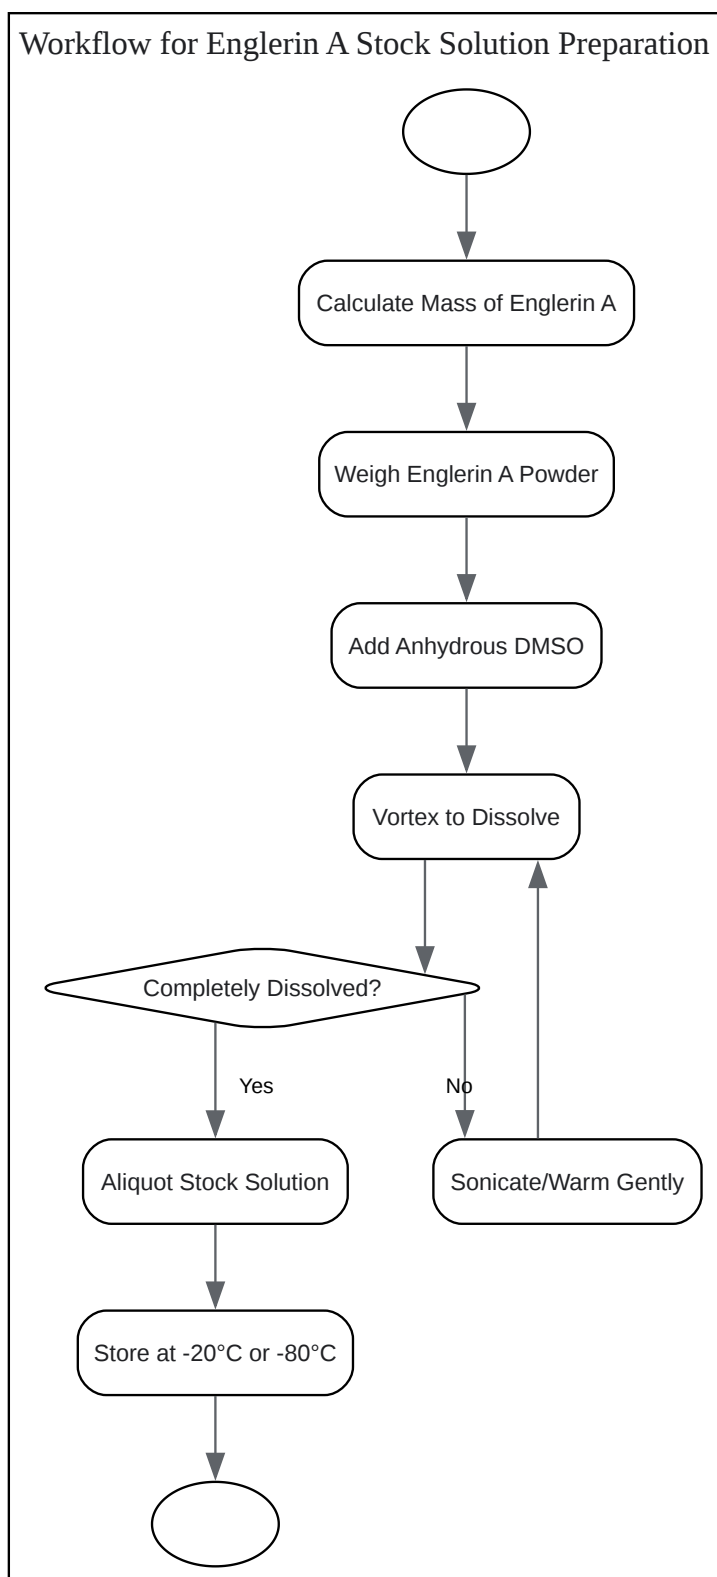 Workflow for Englerin A Stock Solution Preparation
Calculate Mass of Englerin A
Weigh Englerin A Powder
Add Anhydrous DMSO
Vortex to Dissolve
Completely Dissolved?
Yes
No
Aliquot Stock Solution
Sonicate/Warm Gently
Store at -20°C or -80°C